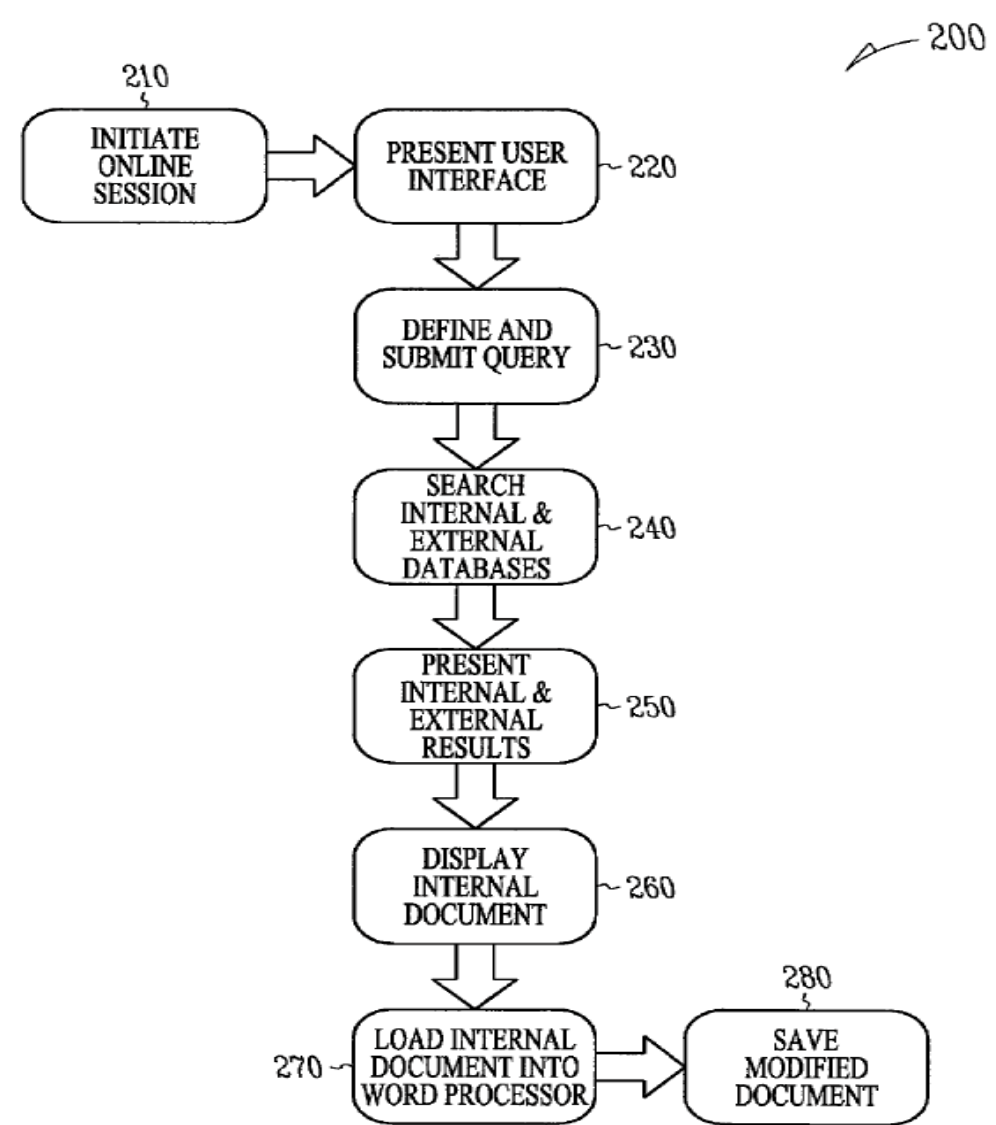 200
210
INITIATE
ONLINE
SESSION
PRESENT USER
INTERFACE
220
DEFINE AND
SUBMIT QUERY
230
SEARCH
INTERNAL &
EXTERNAL
DATABASES
240
PRESENT
INTERNAL &
EXTERNAL
RESULTS
250
DISPLAY
INTERNAL
DOCUMENT
260
270
LOAD INTERNAL
DOCUMENT INTO
WORD PROCESSOR
280
SAVE
MODIFIED
DOCUMENT